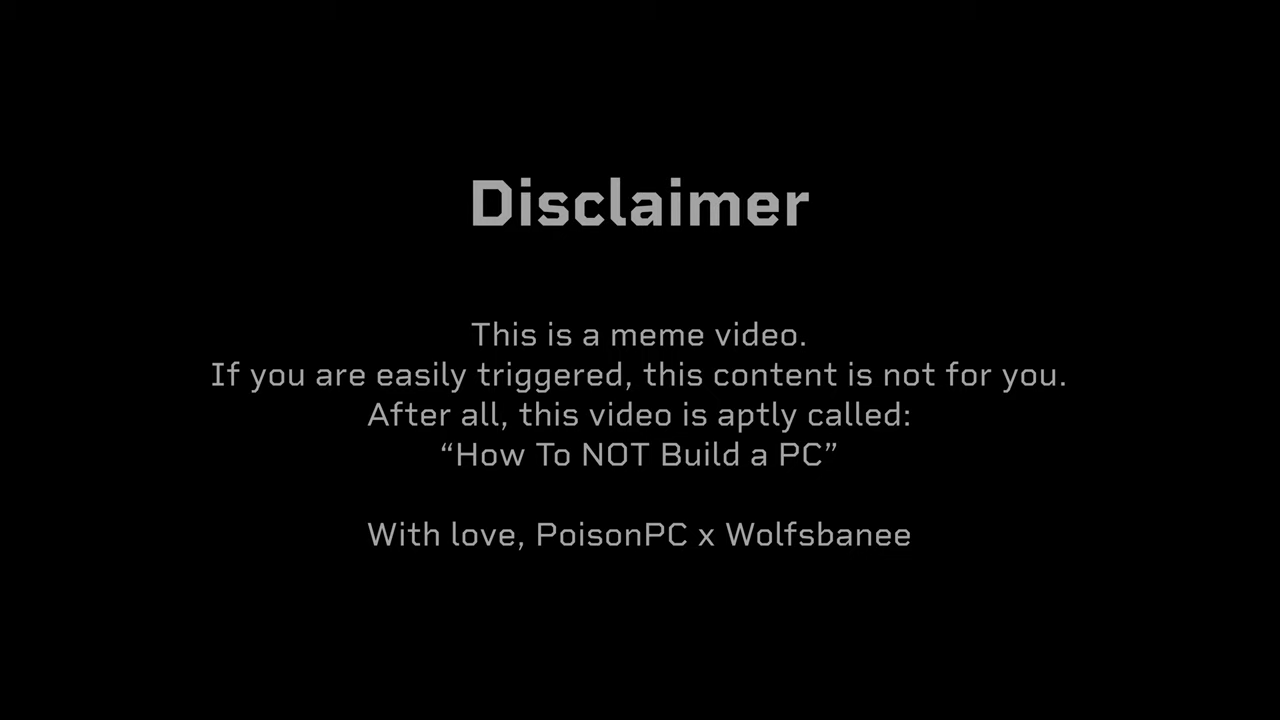 Disclaimer
This is a meme video.
If you are easily triggered, this content is not for you.
After all, this video is aptly called:
“How To NOT Build a PC”
With love, PoisonPC x Wolfsbanee